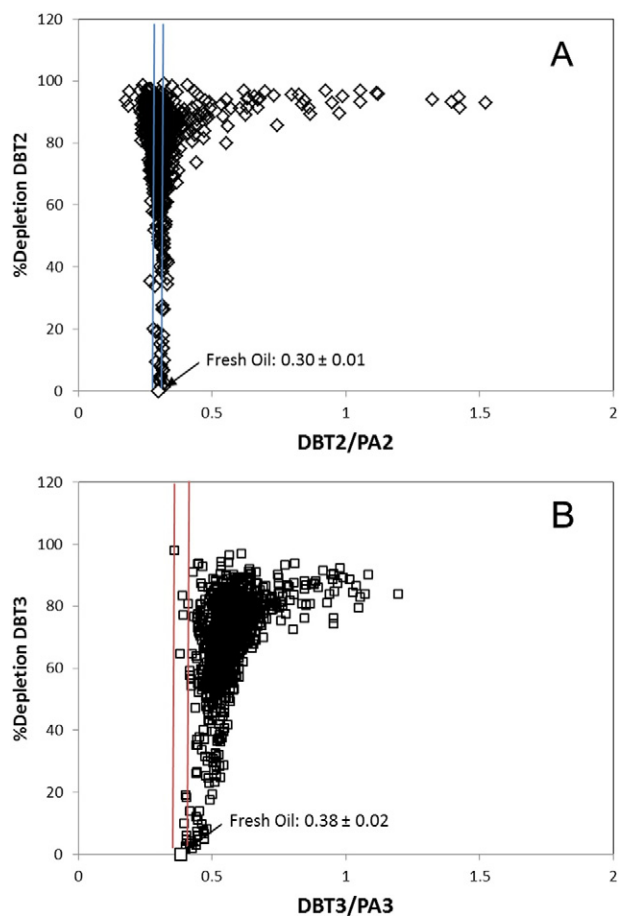 A
120
100
80
60
40
20
0
%Depletion DBT2
Fresh Oil: 0.30 ± 0.01
0 0.5 1 1.5 2
DBT2/PA2
B
120
100
80
60
40
20
0
%Depletion DBT3
Fresh Oil: 0.38 ± 0.02
0 0.5 1 1.5 2
DBT3/PA3